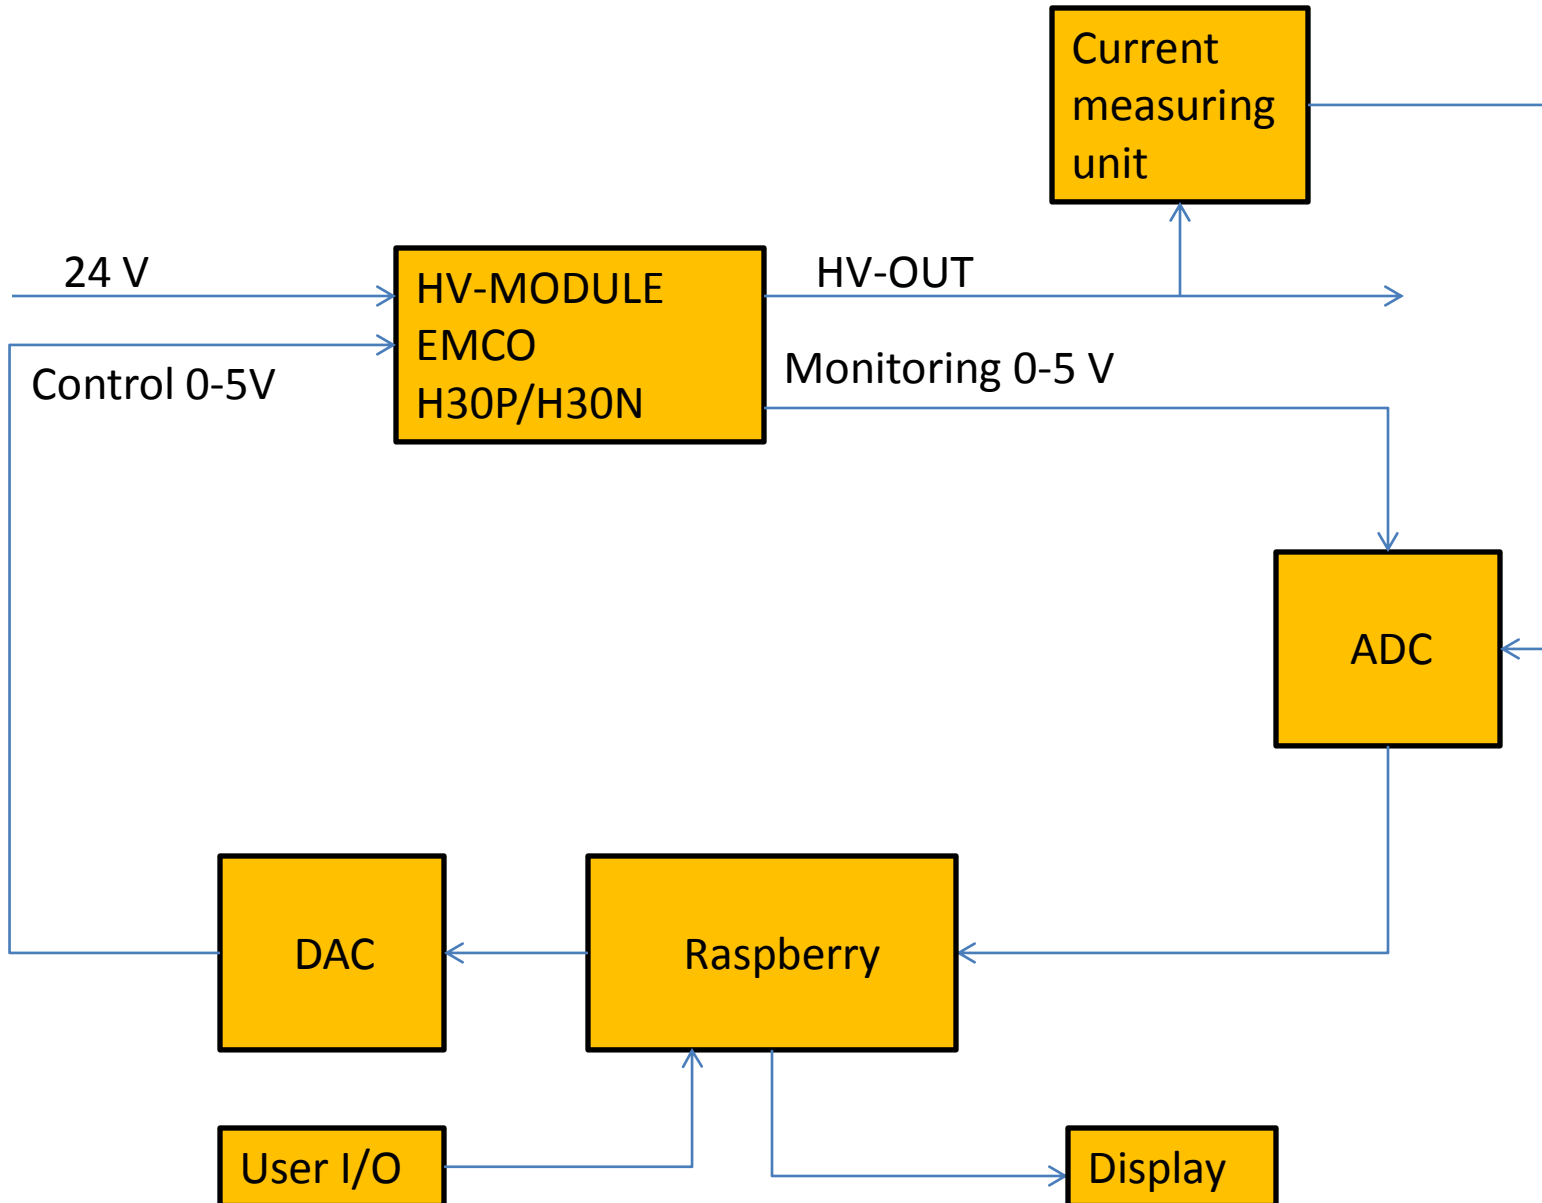 Current
measuring
unit
24 V
HV-MODULE
EMCO
H30P/H30N
HV-OUT
Control 0-5V
Monitoring 0-5 V
ADC
DAC
Raspberry
User I/O
Display